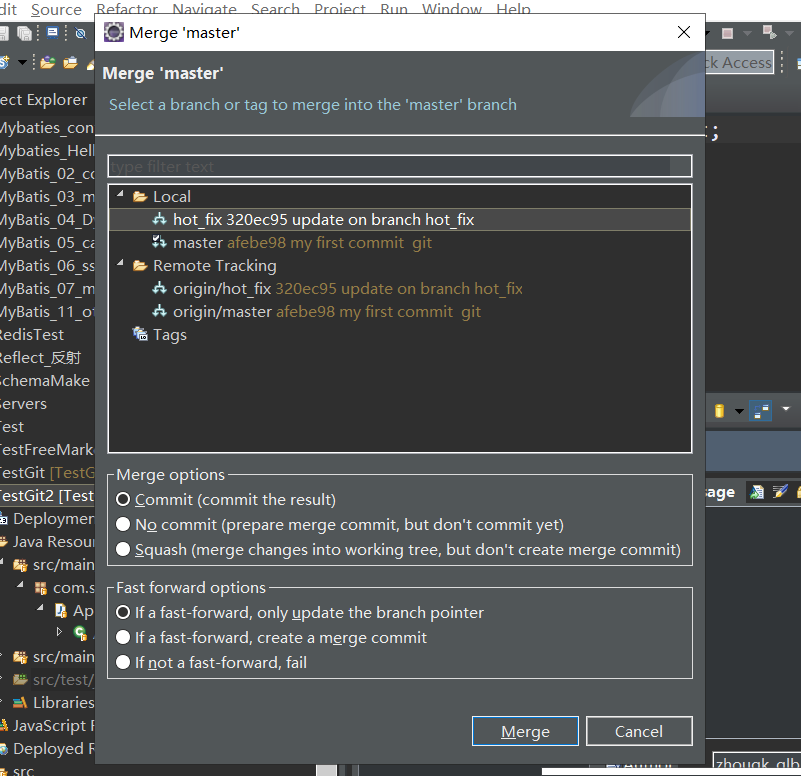 dit Source Refactor Navigate Search Project Run Window Help
Merge 'master'
ck Access
Merge 'master'
Select a branch or tag to merge into the 'master' branch
ect Explorer
;
type filter text
Mybaties_con
Mybaties_Hell
MyBatis_02_co
MyBatis_03_m
MyBatis_04_Dy
MyBatis_05_ca
MyBatis_06_ss
MyBatis_07_m
MyBatis_11_ot
RedisTest
Reflect_反射
SchemaMake
Servers
Test
TestFreeMark
TestGit [TestG
TestGit2 [Test
Deploymen
Java Resour
src/main
com.s
Ap
src/main
src/test/
Libraries
JavaScript R
Deployed R
src
Local
hot_fix 320ec95 update on branch hot_fix
master afebe98 my first commit git
Remote Tracking
origin/hot_fix 320ec95 update on branch hot_fix
origin/master afebe98 my first commit git
Tags
Merge options
Commit (commit the result)
No commit (prepare merge commit, but don't commit yet)
Squash (merge changes into working tree, but don't create merge commit)
Fast forward options
If a fast-forward, only update the branch pointer
If a fast-forward, create a merge commit
If not a fast-forward, fail
Merge
Cancel
sage
zhougk_glb